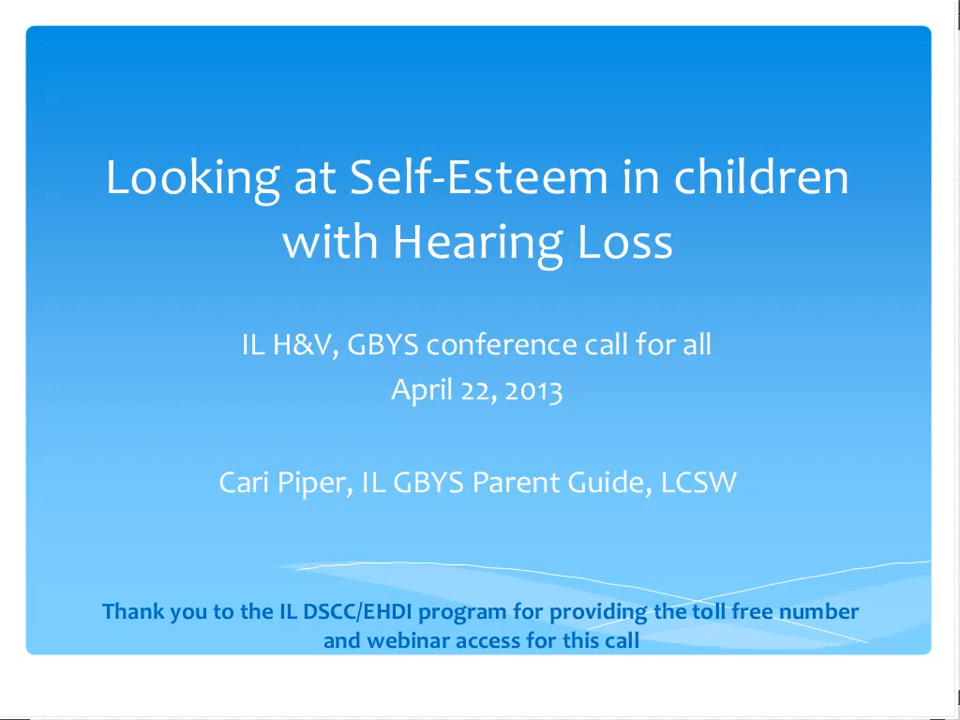 Looking at Self-Esteem in children
with Hearing Loss
IL H&V, GBYS conference call for all
April 22, 2013
Cari Piper, IL GBYS Parent Guide, LCSW
Thank you to the IL DSCC/EHDI program for providing the toll free number
and webinar access for this call